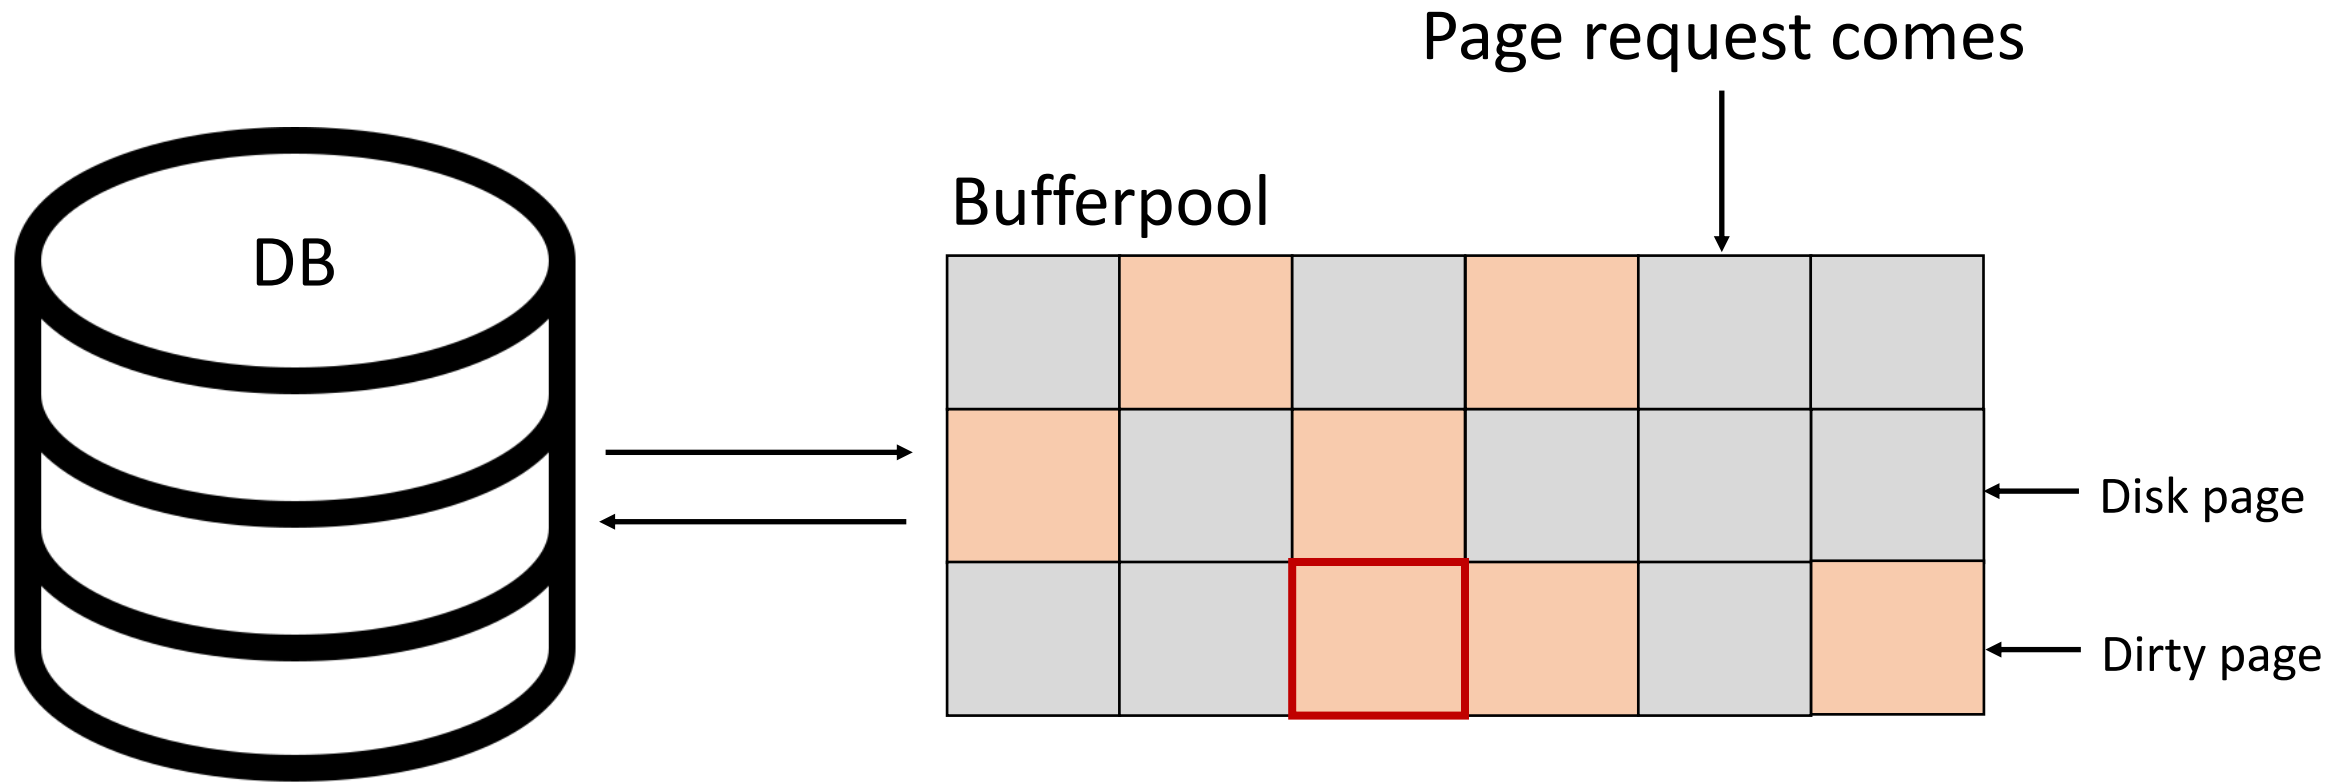 Page request comes
Bufferpool
DB
Disk page
Dirty page